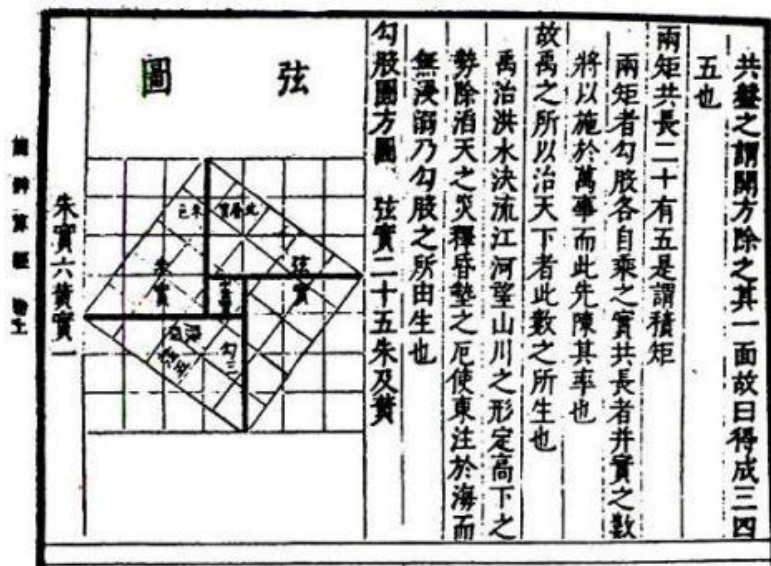 共盤之謂開方除之其一面故曰得成三四
五也
兩矩共長二十有五是謂積矩
兩矩者勾股各自乘之實共長者并實之數
將以施於萬事而此先陳其率也
故禹之所以治天下者此數之所生也
禹治洪水決流江河望山川之形定高下之
勢除滔天之災釋昏墊之厄使東注於海而
無浸溺乃勾股之所由生也
勾股圓方圖 弦實二十五朱及黃
弦圖
弦實
朱實
勾三
朱實六黃實一
算經